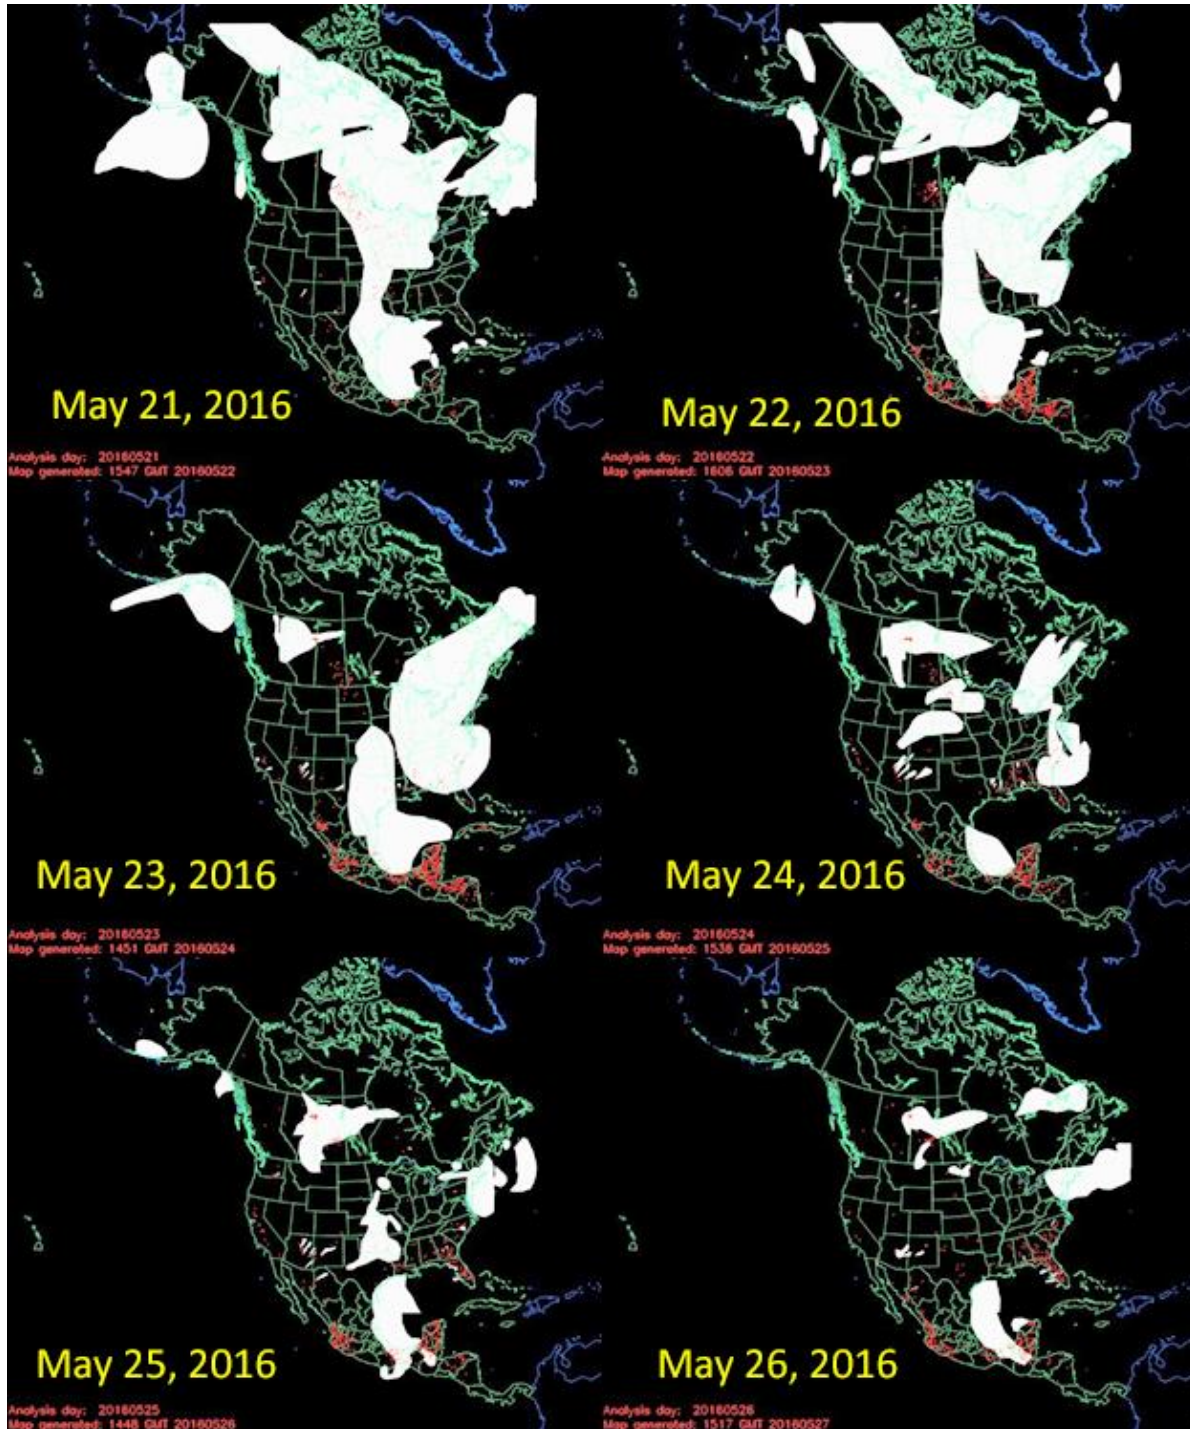 May 21, 2016
Analysis day: 20160521
Map generated: 1547 GMT 20160522
May 22, 2016
Analysis day: 20160522
Map generated: 1606 GMT 20160523
May 23, 2016
Analysis day: 20160523
Map generated: 1451 GMT 20160524
May 24, 2016
Analysis day: 20160524
Map generated: 1536 GMT 20160525
May 25, 2016
Analysis day: 20160525
Map generated: 1448 GMT 20160526
May 26, 2016
Analysis day: 20160526
Map generated: 1517 GMT 20160527